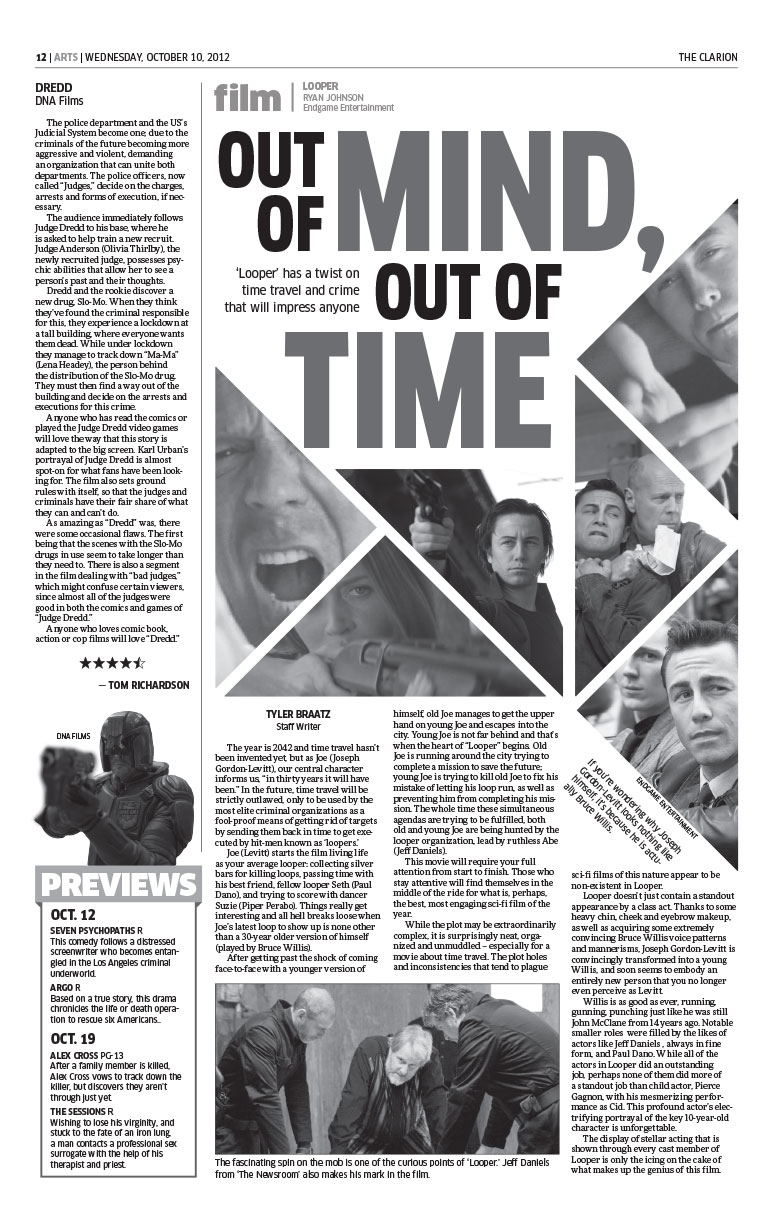 12 | ARTS | WEDNESDAY, OCTOBER 10, 2012
THE CLARION
DREDD
DNA Films
The police department and the US's
Judicial System become one; due to the
criminals of the future becoming more
aggressive and violent, demanding
an organization that can unite both
departments. The police officers, now
called "Judges," decide on the charges,
arrests and forms of execution, if nec-
essary.
The audience immediately follows
Judge Dredd to his base, where he
is asked to help train a new recruit.
Judge Anderson (Olivia Thirlby), the
newly recruited judge, possesses psy-
chic abilities that allow her to see a
person's past and their thoughts.
Dredd and the rookie discover a
new drug, Slo-Mo. When they think
they've found the criminal responsible
for this, they experience a lockdown at
a tall building, where everyone wants
them dead. While under lockdown
they manage to track down "Ma-Ma"
(Lena Headey), the person behind
the distribution of the Slo-Mo drug.
They must then find a way out of the
building and decide on the arrests and
executions for this crime.
Anyone who has read the comics or
played the Judge Dredd video games
will love the way that this story is
adapted to the big screen. Karl Urban's
portrayal of Judge Dredd is almost
spot-on for what fans have been look-
ing for. The film also sets ground
rules with itself, so that the judges and
criminals have their fair share of what
they can and can't do.
As amazing as "Dredd" was, there
were some occasional flaws. The first
being that the scenes with the Slo-Mo
drugs in use seem to take longer than
they need to. There is also a segment
in the film dealing with "bad judges,"
which might confuse certain viewers,
since almost all of the judges were
good in both the comics and games of
"Judge Dredd."
Anyone who loves comic book,
action or cop films will love "Dredd."
— TOM RICHARDSON
DNA FILMS
PREVIEWS
OCT. 12
SEVEN PSYCHOPATHS R
This comedy follows a distressed
screenwriter who becomes entan-
gled in the Los Angeles criminal
underworld.
ARGO R
Based on a true story, this drama
chronicles the life or death opera-
tion to rescue six Americans..
OCT. 19
ALEX CROSS PG-13
After a family member is killed,
Alex Cross vows to track down the
killer, but discovers they aren't
through just yet.
THE SESSIONS R
Wishing to lose his virginity, and
stuck to the fate of an iron lung,
a man contacts a professional sex
surrogate with the help of his
therapist and priest.
film
LOOPER
RYAN JOHNSON
Endgame Entertainment
OUT
OF MIND,
'Looper' has a twist on
time travel and crime
that will impress anyone
OUT OF
TIME
TYLER BRAATZ
Staff Writer
The year is 2042 and time travel hasn't
been invented yet, but as Joe (Joseph
Gordon-Levitt), our central character
informs us, "in thirty years it will have
been." In the future, time travel will be
strictly outlawed, only to be used by the
most elite criminal organizations as a
fool-proof means of getting rid of targets
by sending them back in time to get exe-
cuted by hit-men known as 'loopers.'
Joe (Levitt) starts the film living life
as your average looper: collecting silver
bars for killing loops, passing time with
his best friend, fellow looper Seth (Paul
Dano), and trying to score with dancer
Suzie (Piper Perabo). Things really get
interesting and all hell breaks loose when
Joe's latest loop to show up is none other
than a 30-year older version of himself
(played by Bruce Willis).
After getting past the shock of coming
face-to-face with a younger version of
himself, old Joe manages to get the upper
hand on young Joe and escapes into the
city. Young Joe is not far behind and that's
when the heart of "Looper" begins. Old
Joe is running around the city trying to
complete a mission to save the future;
young Joe is trying to kill old Joe to fix his
mistake of letting his loop run, as well as
preventing him from completing his mis-
sion. The whole time these simultaneous
agendas are trying to be fulfilled, both
old and young Joe are being hunted by the
looper organization, lead by ruthless Abe
(Jeff Daniels).
This movie will require your full
attention from start to finish. Those who
stay attentive will find themselves in the
middle of the ride for what is, perhaps,
the best, most engaging sci-fi film of the
year.
While the plot may be extraordinarily
complex, it is surprisingly neat, orga-
nized and unmuddled – especially for a
movie about time travel. The plot holes
and inconsistencies that tend to plague
ENDGAME ENTERTAINMENT
If you're wondering why Joseph
Gordon-Levitt looks nothing like
himself, it's because he is actu-
ally Bruce Willis.
sci-fi films of this nature appear to be
non-existent in Looper.
Looper doesn't just contain a standout
appearance by a class act. Thanks to some
heavy chin, cheek and eyebrow makeup,
as well as acquiring some extremely
convincing Bruce Willis voice patterns
and mannerisms, Joseph Gordon-Levitt is
convincingly transformed into a young
Willis, and soon seems to embody an
entirely new person that you no longer
even perceive as Levitt.
Willis is as good as ever, running,
gunning, punching just like he was still
John McClane from 14 years ago. Notable
smaller roles were filled by the likes of
actors like Jeff Daniels , always in fine
form, and Paul Dano. While all of the
actors in Looper did an outstanding
job, perhaps none of them did more of
a standout job than child actor, Pierce
Gagnon, with his mesmerizing perfor-
mance as Cid. This profound actor's elec-
trifying portrayal of the key 10-year-old
character is unforgettable.
The display of stellar acting that is
shown through every cast member of
Looper is only the icing on the cake of
what makes up the genius of this film.
The fascinating spin on the mob is one of the curious points of 'Looper.' Jeff Daniels
from 'The Newsroom' also makes his mark in the film.